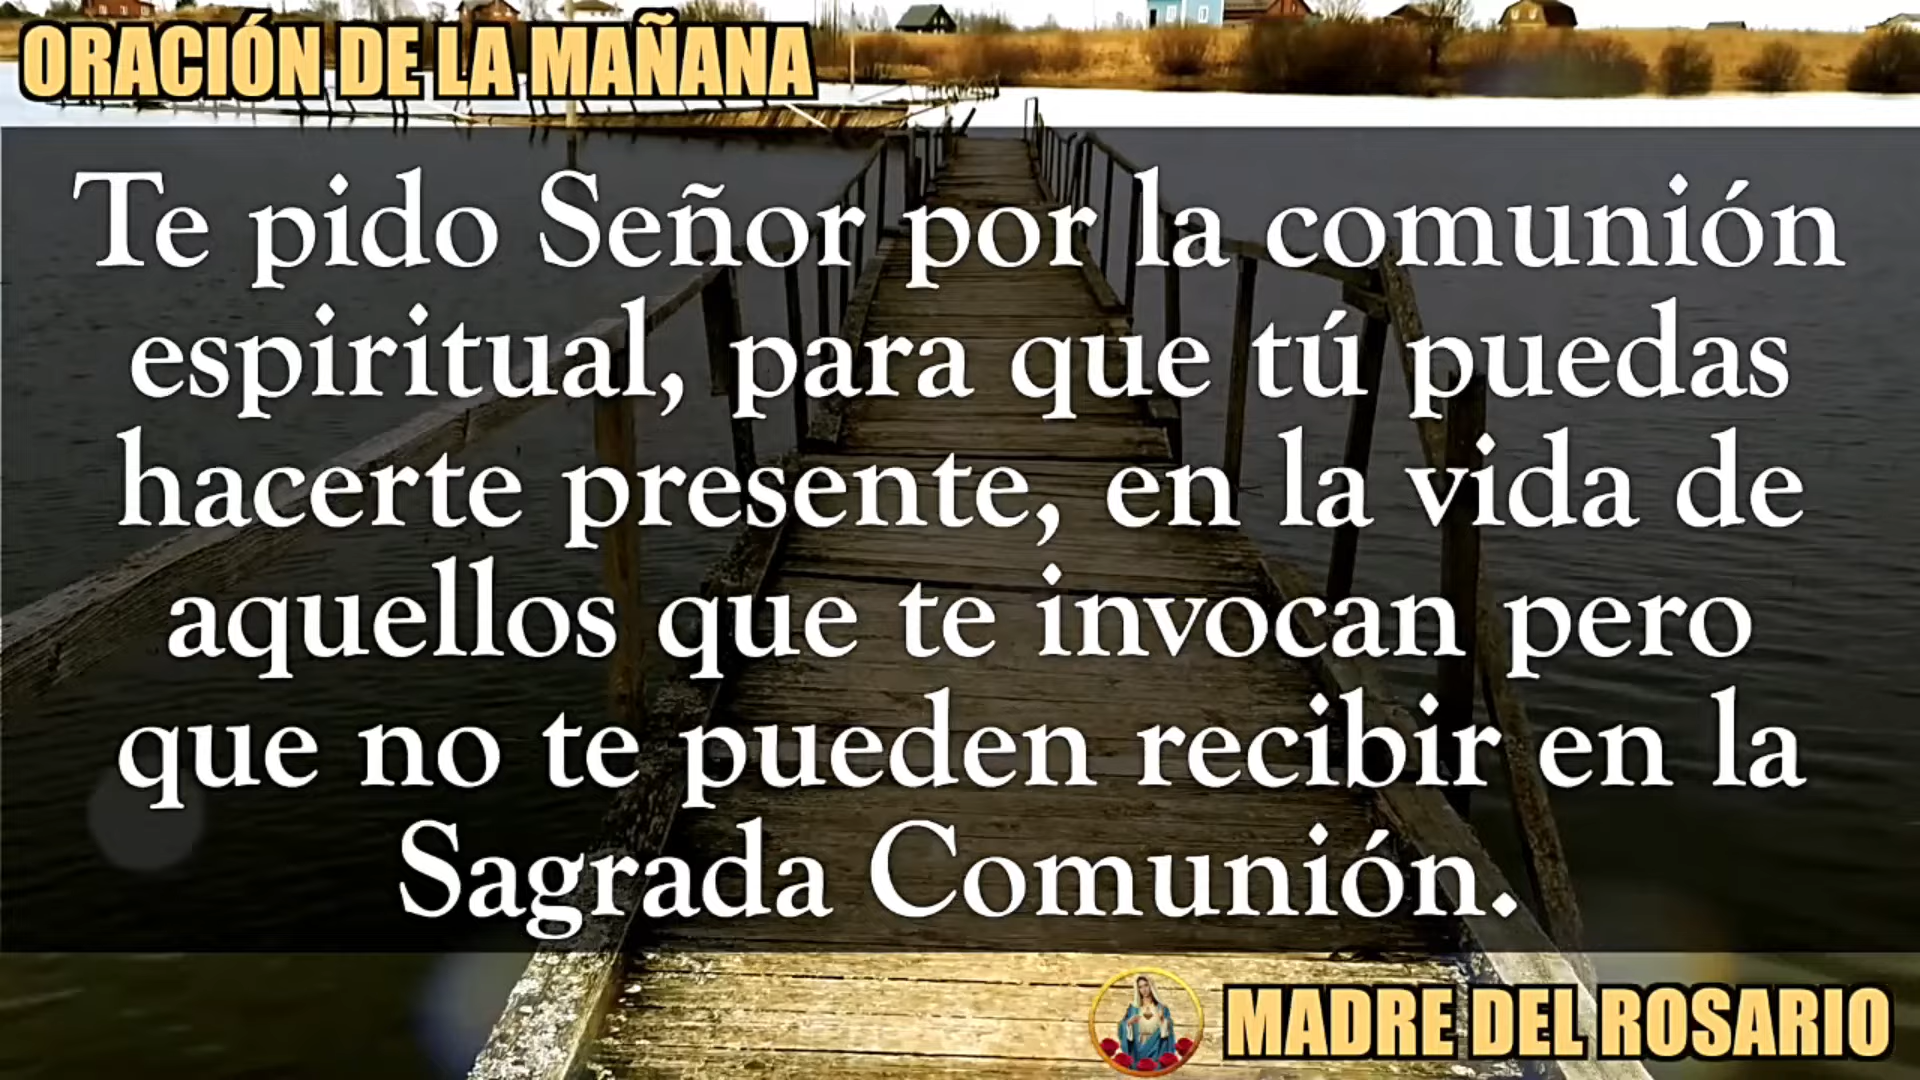 ORACIÓN DE LA MAÑANA
Te pido Señor por la comunión
espiritual, para que tú puedas
hacerte presente, en la vida de
aquellos que te invocan pero
que no te pueden recibir en la
Sagrada Comunión.
MADRE DEL ROSARIO